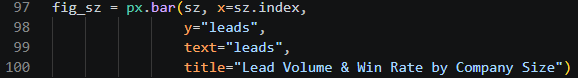 97 fig_sz = px.bar(sz, x=sz.index,
98 y="leads",
99 text="leads",
100 title="Lead Volume & Win Rate by Company Size")